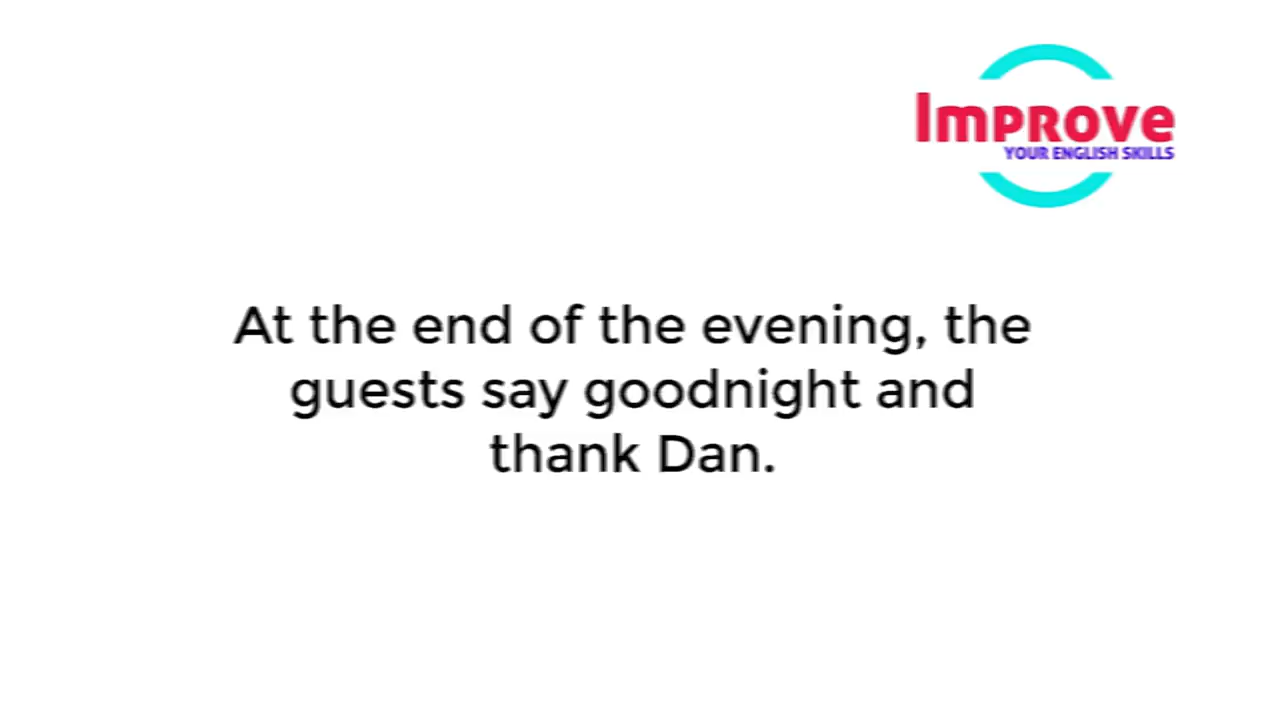 Improve
YOUR ENGLISH SKILLS
At the end of the evening, the
guests say goodnight and
thank Dan.